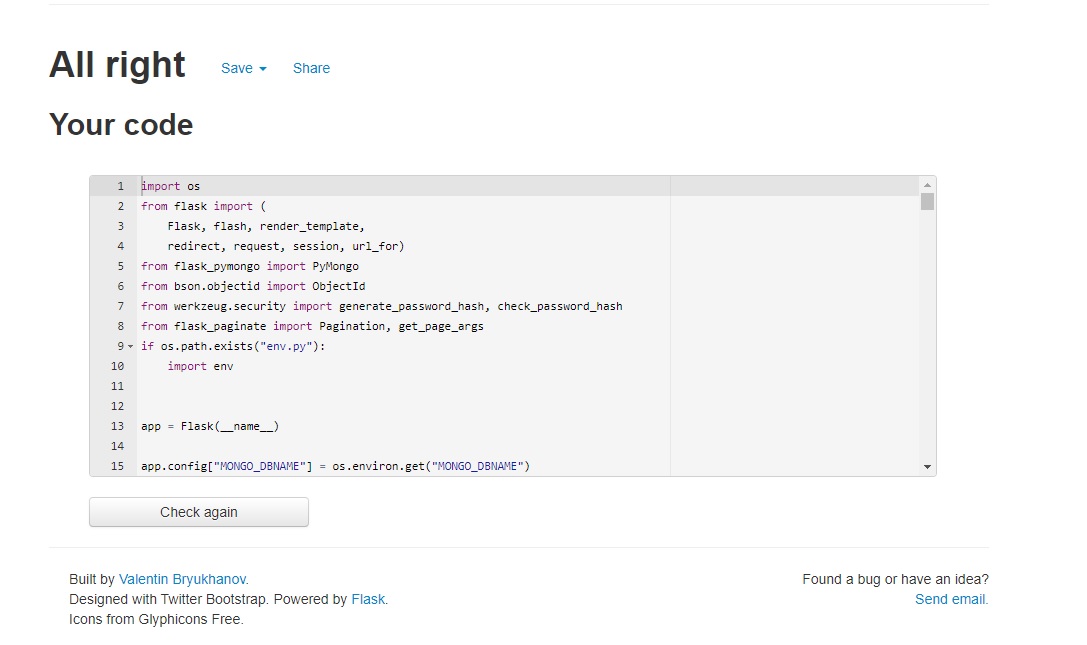 All right Save Share
Your code
1 import os
2 from flask import (
3 Flask, flash, render_template,
4 redirect, request, session, url_for)
5 from flask_pymongo import PyMongo
6 from bson.objectid import ObjectId
7 from werkzeug.security import generate_password_hash, check_password_hash
8 from flask_paginate import Pagination, get_page_args
9 if os.path.exists("env.py"):
10 import env
11
12
13 app = Flask(__name__)
14
15 app.config["MONGO_DBNAME"] = os.environ.get("MONGO_DBNAME")
Check again
Built by Valentin Bryukhanov.
Designed with Twitter Bootstrap. Powered by Flask.
Icons from Glyphicons Free.
Found a bug or have an idea?
Send email.